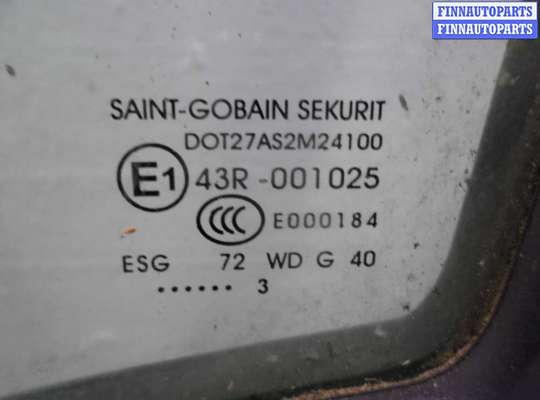 FINNAUTOPARTS
FINNAUTOPARTS
SAINT-GOBAIN SEKURIT
DOT27AS2M24100
E1 43R -001025
CCC E000184
ESG 72 WD G 40
...... 3